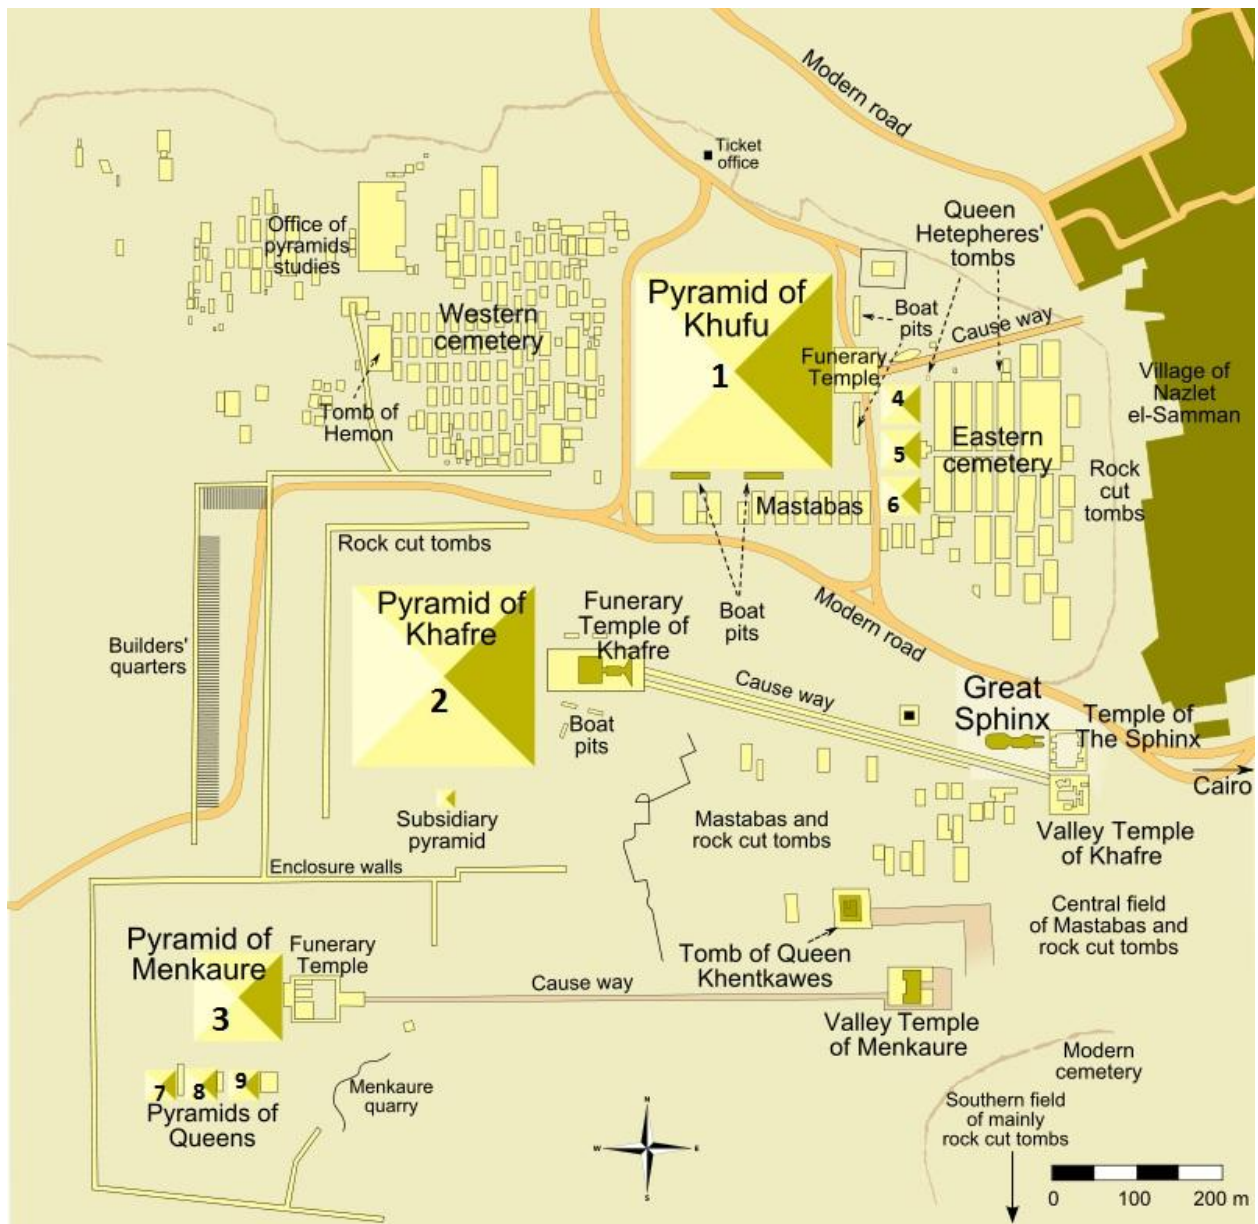 Modern road
Ticket
office
Queen
Hetepheres'
tombs
Office of
pyramids
studies
Pyramid of
Khufu
1
Boat
pits
Cause way
Western
cemetery
Funerary
Temple
Village of
Nazlet
el-Samman
4
Tomb of
Hemon
5
Eastern
cemetery
Rock
cut
tombs
6
Mastabas
Rock cut tombs
Pyramid of
Khafre
2
Funerary
Temple of
Khafre
Boat
pits
Modern road
Builders'
quarters
Cause way
Great
Sphinx
Temple of
The Sphinx
Boat
pits
Cairo
Subsidiary
pyramid
Mastabas and
rock cut tombs
Valley Temple
of Khafre
Enclosure walls
Central field
of Mastabas and
rock cut tombs
Pyramid of
Menkaure
3
Funerary
Temple
Tomb of Queen
Khentkawes
Cause way
Valley Temple
of Menkaure
Modern
cemetery
7
8
9
Pyramids of
Queens
Menkaure
quarry
Southern field
of mainly
rock cut tombs
N
W
E
S
0 100 200 m